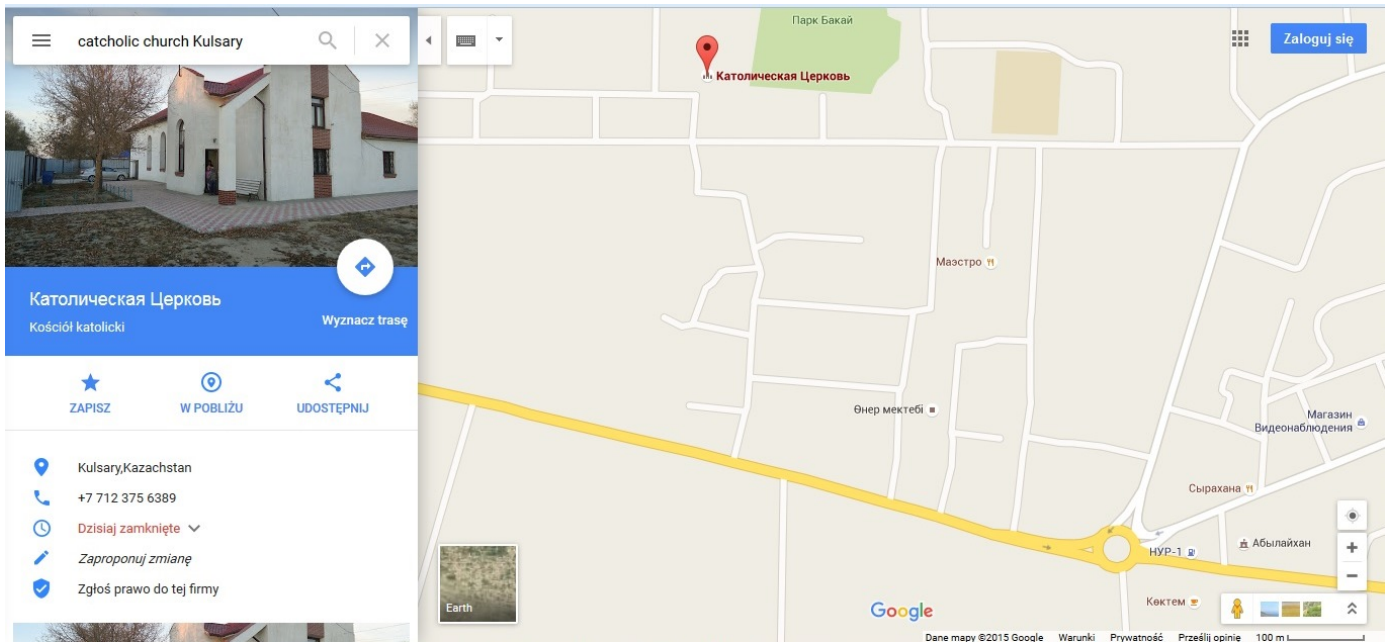 catcholic church Kulsary
Католическая Церковь
Kościół katolicki
Wyznacz trasę
ZAPISZ
W POBLIŻU
UDOSTĘPNIJ
Kulsary,Kazachstan
+7 712 375 6389
Dzisiaj zamknięte
Zaproponuj zmianę
Zgłoś prawo do tej firmy
Парк Бакай
Zaloguj się
Католическая Церковь
Маэстро
Өнер мектебі
Магазин
Видеонаблюдения
Сырахана
Абылайхан
НУР-1
Көктем
Earth
Google
Dane mapy ©2015 Google Warunki Prywatność Prześlij opinie 100 m